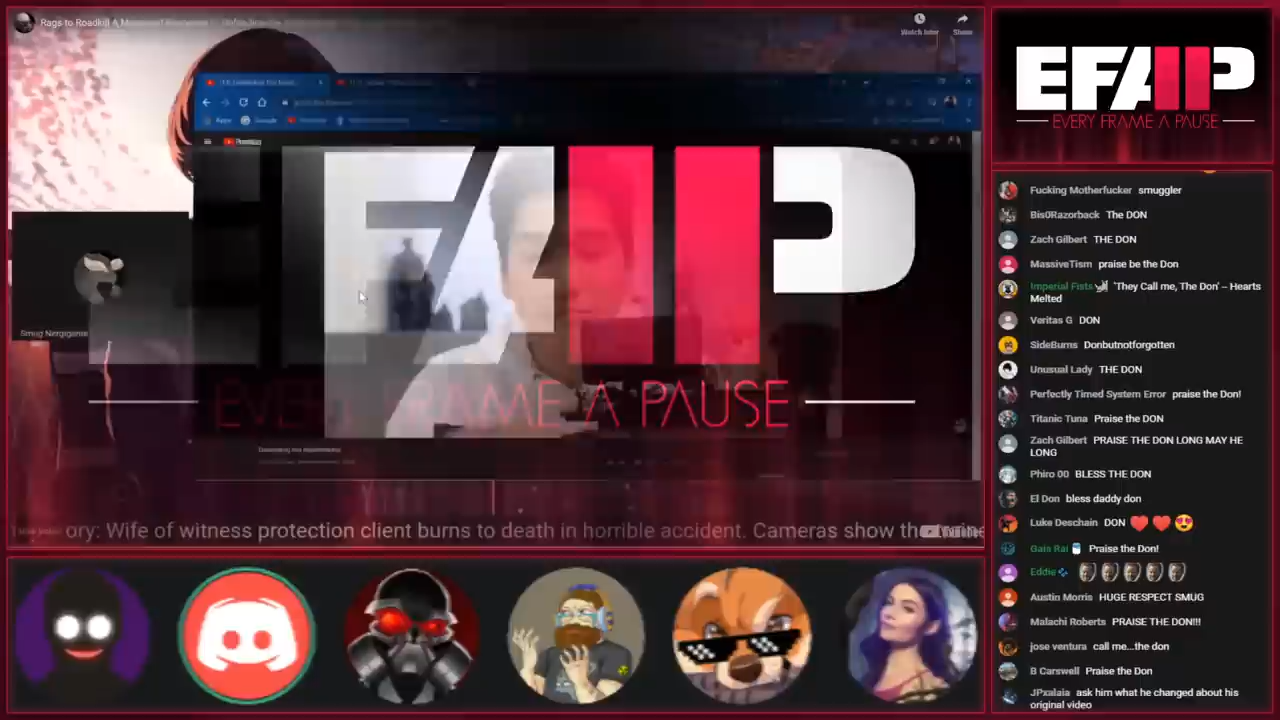 Rags to Roadkill A
Watch later
Share
Apps
Google
Premium
EFAP
EVERY FRAME A PAUSE
Smug Nergigante
ory: Wife of witness protection client burns to death in horrible accident. Cameras show the
EFAP
EVERY FRAME A PAUSE
Fucking Motherfucker smuggler
Bis0Razorback The DON
Zach Gilbert THE DON
MassiveTism praise be the Don
Imperial Fists 'They Call me, The Don' – Hearts
Melted
Veritas G DON
SideBurns Donbutnotforgotten
Unusual Lady THE DON
Perfectly Timed System Error praise the Don!
Titanic Tuna Praise the DON
Zach Gilbert PRAISE THE DON LONG MAY HE
LONG
Phiro 00 BLESS THE DON
El Don bless daddy don
Luke Deschain DON
Gais Rai Praise the Don!
Eddie
Austin Morris HUGE RESPECT SMUG
Malachi Roberts PRAISE THE DON!!!
jose ventura call me...the don
B Carswell Praise the Don
JPxalaia ask him what he changed about his
original video